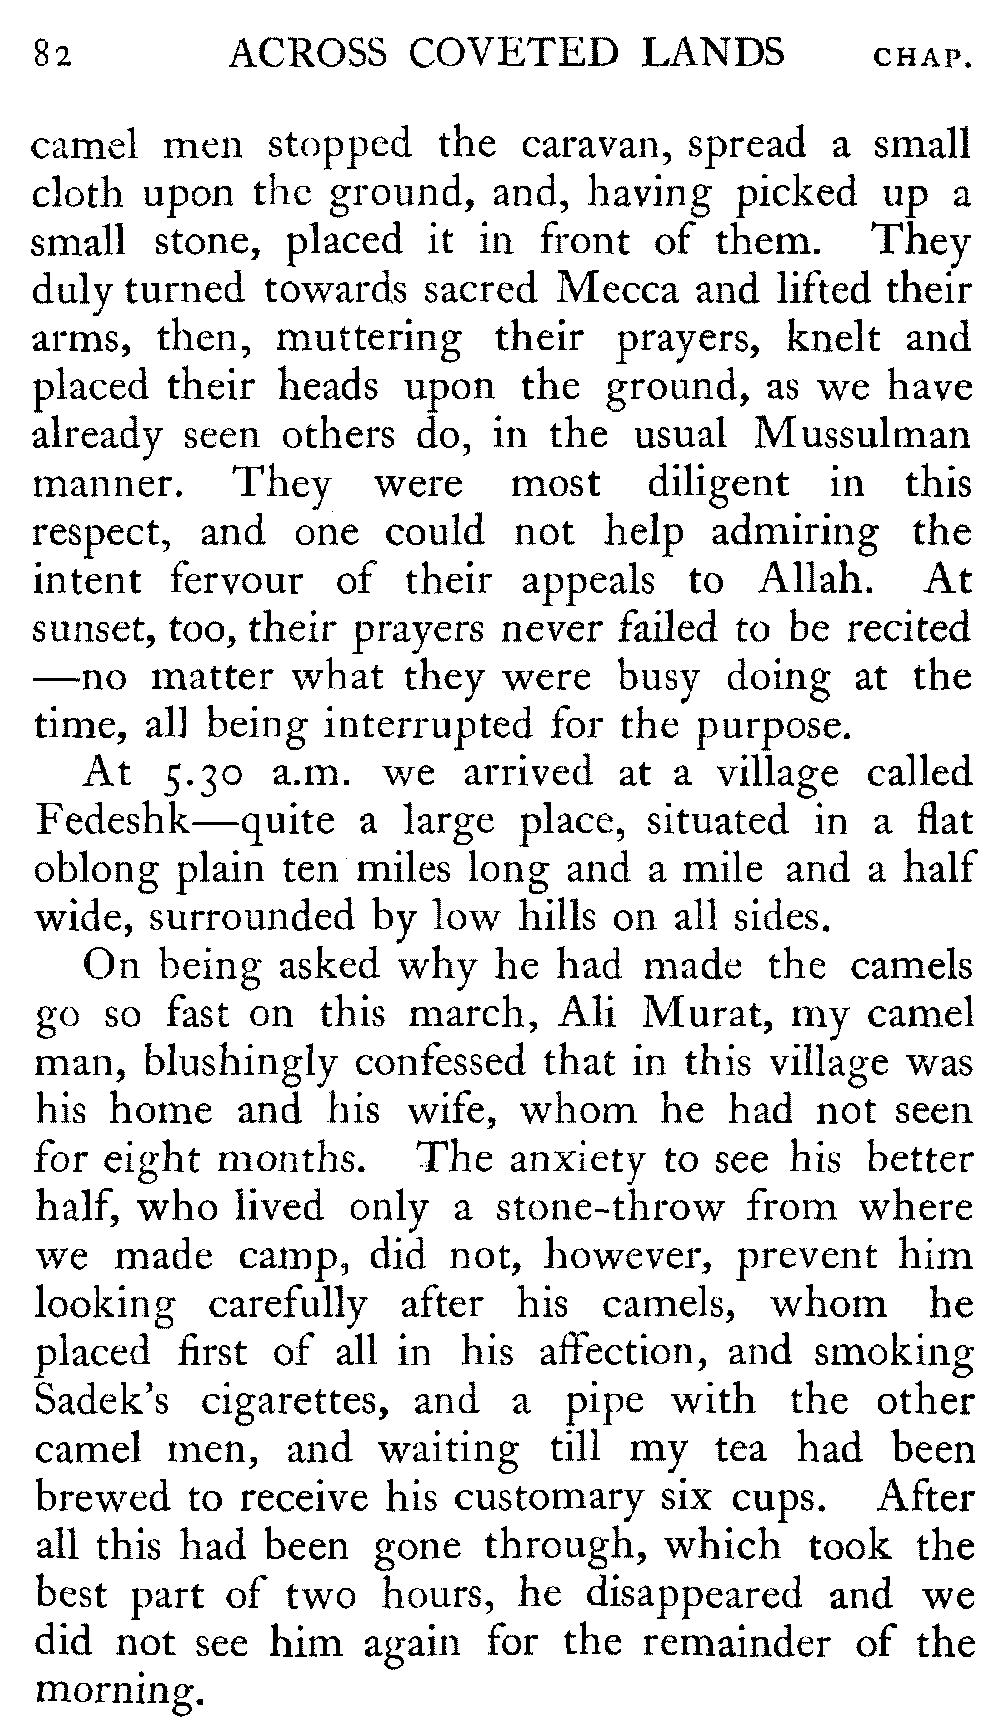 82 ACROSS COVETED LANDS CHAP.
camel men stopped the caravan, spread a small
cloth upon the ground, and, having picked up a
small stone, placed it in front of them. They
duly turned towards sacred Mecca and lifted their
arms, then, muttering their prayers, knelt and
placed their heads upon the ground, as we have
already seen others do, in the usual Mussulman
manner. They were most diligent in this
respect, and one could not help admiring the
intent fervour of their appeals to Allah. At
sunset, too, their prayers never failed to be recited
—no matter what they were busy doing at the
time, all being interrupted for the purpose.
At 5.30 a.m. we arrived at a village called
Fedeshk—quite a large place, situated in a flat
oblong plain ten miles long and a mile and a half
wide, surrounded by low hills on all sides.
On being asked why he had made the camels
go so fast on this march, Ali Murat, my camel
man, blushingly confessed that in this village was
his home and his wife, whom he had not seen
for eight months. The anxiety to see his better
half, who lived only a stone-throw from where
we made camp, did not, however, prevent him
looking carefully after his camels, whom he
placed first of all in his affection, and smoking
Sadek's cigarettes, and a pipe with the other
camel men, and waiting till my tea had been
brewed to receive his customary six cups. After
all this had been gone through, which took the
best part of two hours, he disappeared and we
did not see him again for the remainder of the
morning.